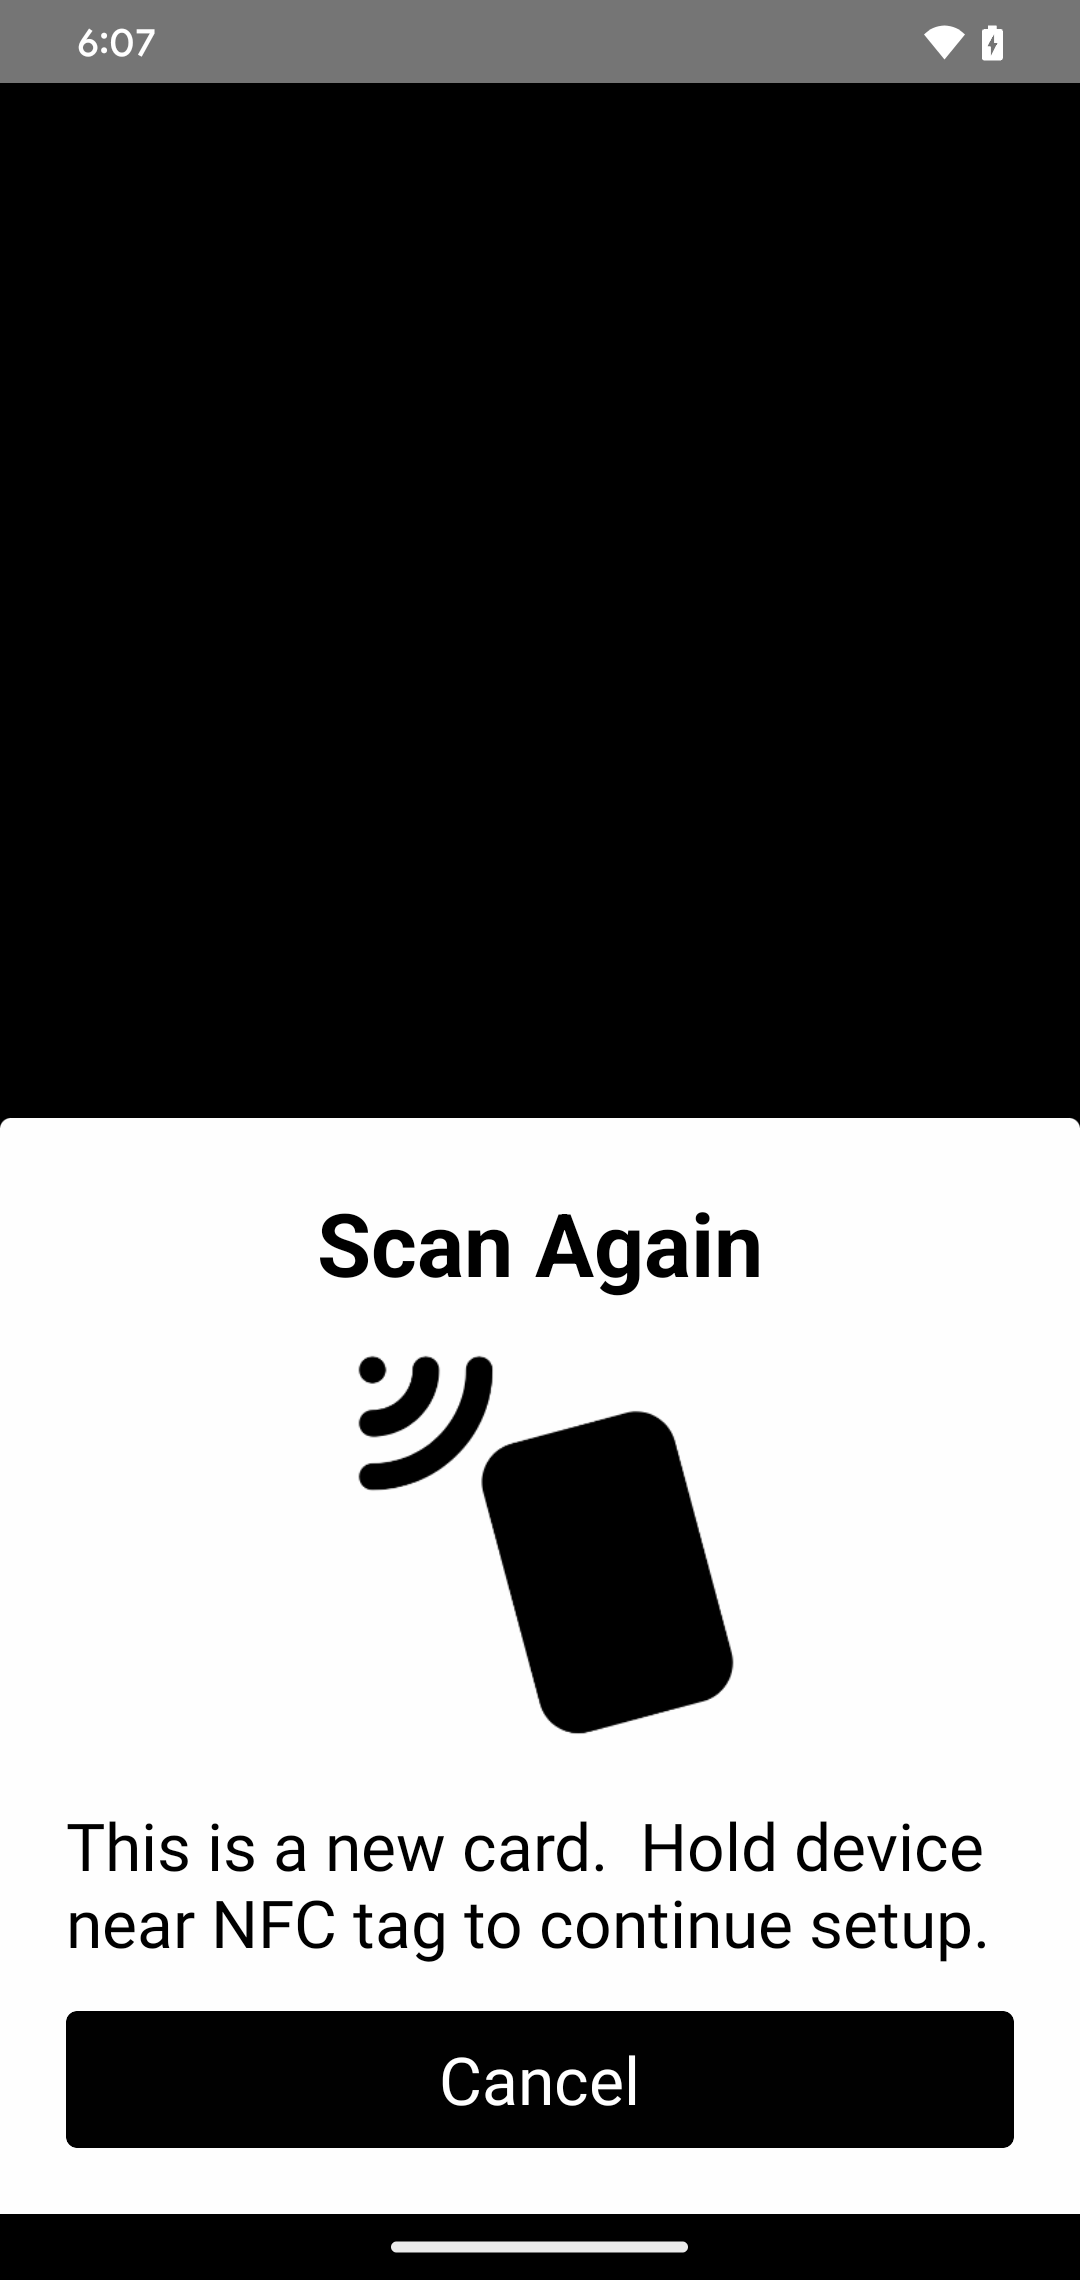 6:07
Scan Again
This is a new card.  Hold device
near NFC tag to continue setup.
Cancel